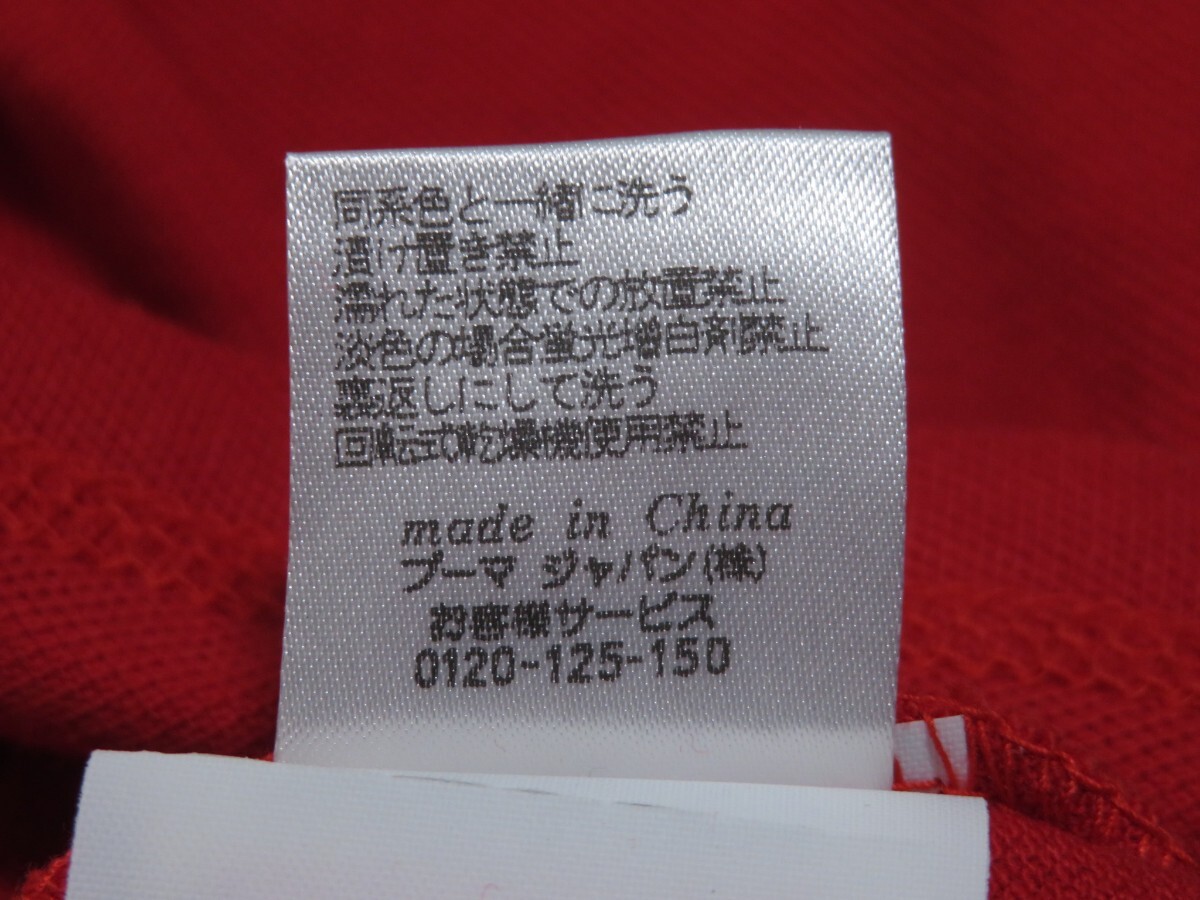 同系色と一緒に洗う
漬け置き禁止
濡れた状態での放置禁止
淡色の場合蛍光増白剤禁止
裏返しにして洗う
回転式乾燥機使用禁止
made in China
プーマ ジャパン(株)
お客様サービス
0120-125-150